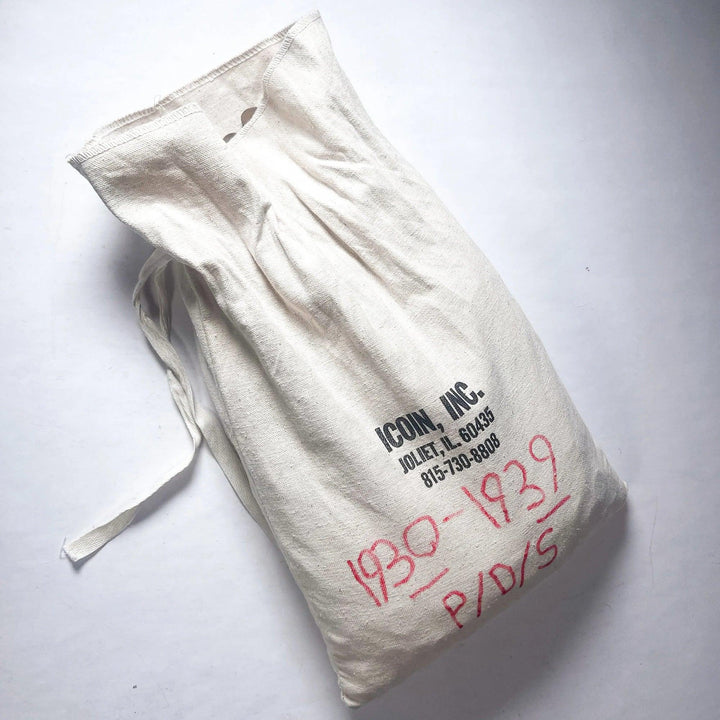 ICOIN, INC.
JOLIET, IL. 60435
815-730-8808
1930-1939
P/D/S